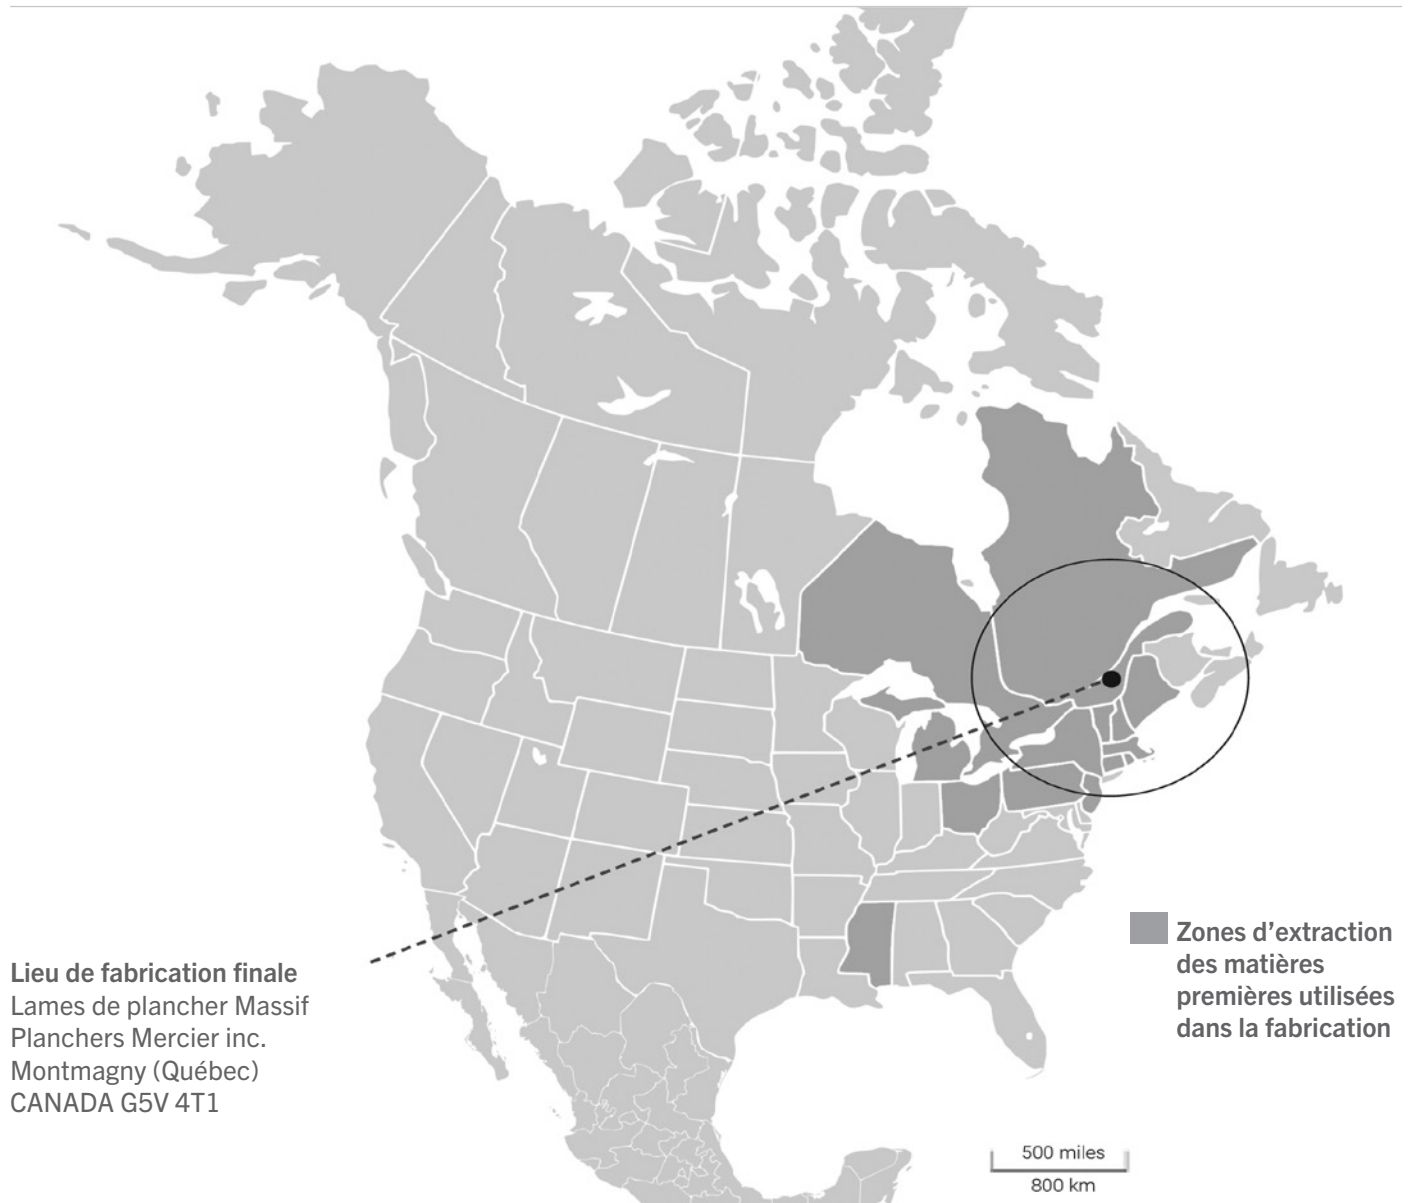 Lieu de fabrication finale
Lames de plancher Massif
Planchers Mercier inc.
Montmagny (Québec)
CANADA G5V 4T1
Zones d’extraction
des matières
premières utilisées
dans la fabrication
500 miles
800 km